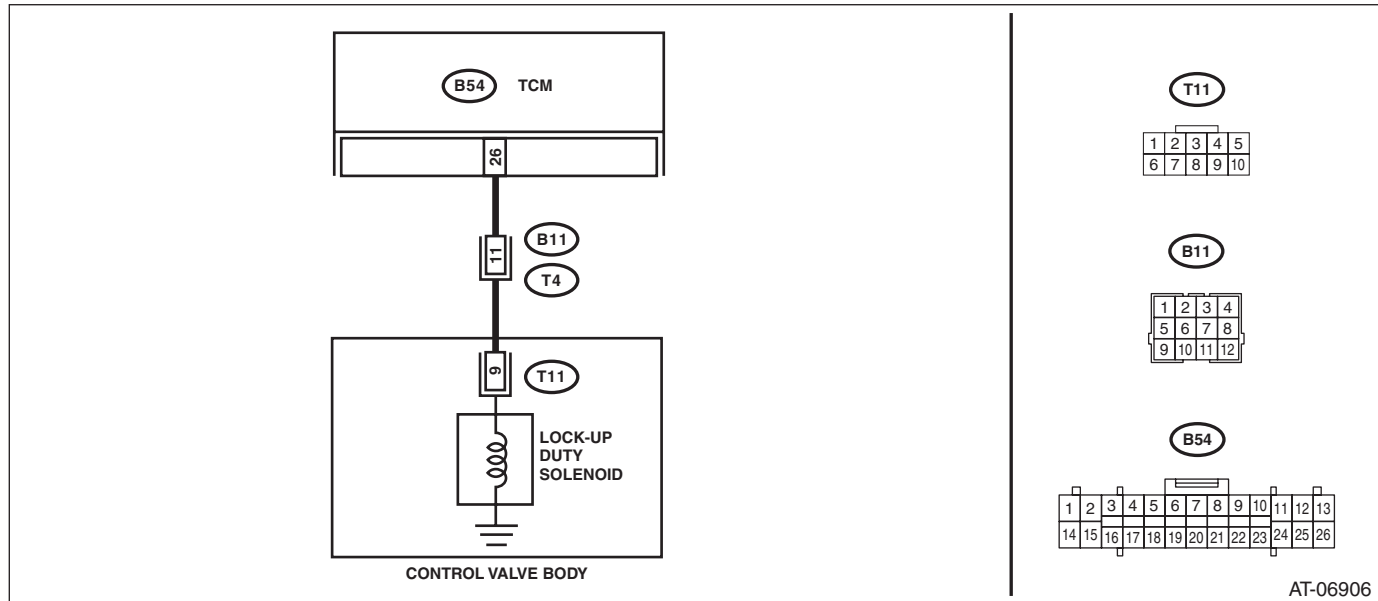 B54 TCM
26
11
B11
T4
9
T11
LOCK-UP
DUTY
SOLENOID
CONTROL VALVE BODY
T11
1 2 3 4 5
6 7 8 9 10
B11
1 2 3 4
5 6 7 8
9 10 11 12
B54
1 2 3 4 5 6 7 8 9 10 11 12 13
14 15 16 17 18 19 20 21 22 23 24 25 26
AT-06906